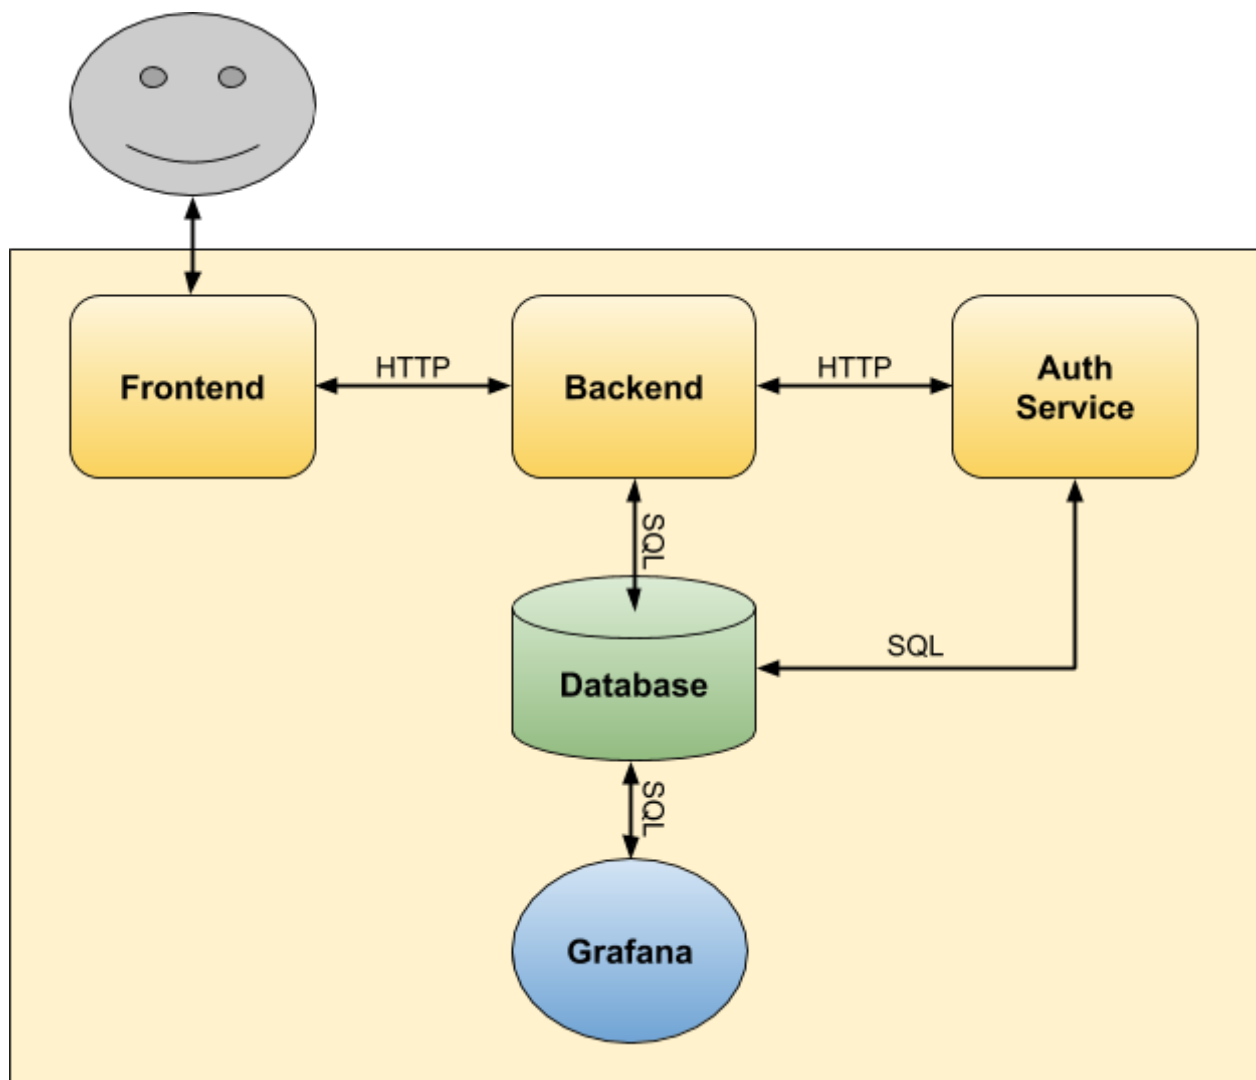 Frontend
HTTP
Backend
HTTP
Auth
Service
SQL
Database
SQL
SQL
Grafana